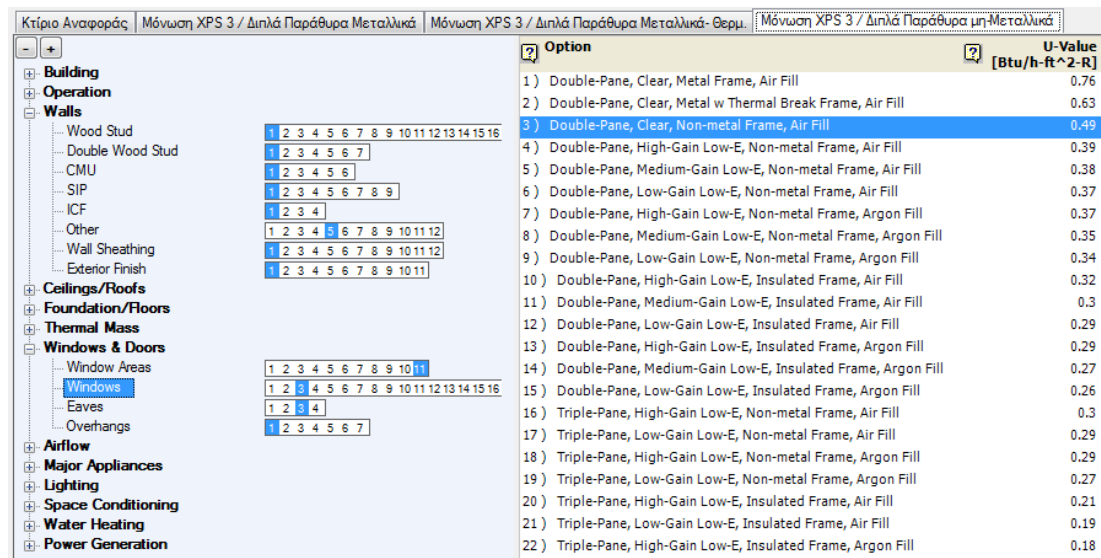 Κτίριο Αναφοράς Μόνωση XPS 3 / Διπλά Παράθυρα Μεταλλικά Μόνωση XPS 3 / Διπλά Παράθυρα Μεταλλικά- Θερμ. Μόνωση XPS 3 / Διπλά Παράθυρα μη-Μεταλλικά
- +
Building
Operation
Walls
Wood Stud 1 2 3 4 5 6 7 8 9 10 11 12 13 14 15 16
Double Wood Stud 1 2 3 4 5 6 7
CMU 1 2 3 4 5 6
SIP 1 2 3 4 5 6 7 8 9
ICF 1 2 3 4
Other 1 2 3 4 5 6 7 8 9 10 11 12
Wall Sheathing 1 2 3 4 5 6 7 8 9 10 11 12
Exterior Finish 1 2 3 4 5 6 7 8 9 10 11
Ceilings/Roofs
Foundation/Floors
Thermal Mass
Windows & Doors
Window Areas 1 2 3 4 5 6 7 8 9 10 11
Windows 1 2 3 4 5 6 7 8 9 10 11 12 13 14 15 16
Eaves 1 2 3 4
Overhangs 1 2 3 4 5 6 7
Airflow
Major Appliances
Lighting
Space Conditioning
Water Heating
Power Generation
? Option ? U-Value
[Btu/h-ft^2-R]
1 ) Double-Pane, Clear, Metal Frame, Air Fill 0.76
2 ) Double-Pane, Clear, Metal w Thermal Break Frame, Air Fill 0.63
3 ) Double-Pane, Clear, Non-metal Frame, Air Fill 0.49
4 ) Double-Pane, High-Gain Low-E, Non-metal Frame, Air Fill 0.39
5 ) Double-Pane, Medium-Gain Low-E, Non-metal Frame, Air Fill 0.38
6 ) Double-Pane, Low-Gain Low-E, Non-metal Frame, Air Fill 0.37
7 ) Double-Pane, High-Gain Low-E, Non-metal Frame, Argon Fill 0.37
8 ) Double-Pane, Medium-Gain Low-E, Non-metal Frame, Argon Fill 0.35
9 ) Double-Pane, Low-Gain Low-E, Non-metal Frame, Argon Fill 0.34
10 ) Double-Pane, High-Gain Low-E, Insulated Frame, Air Fill 0.32
11 ) Double-Pane, Medium-Gain Low-E, Insulated Frame, Air Fill 0.3
12 ) Double-Pane, Low-Gain Low-E, Insulated Frame, Air Fill 0.29
13 ) Double-Pane, High-Gain Low-E, Insulated Frame, Argon Fill 0.29
14 ) Double-Pane, Medium-Gain Low-E, Insulated Frame, Argon Fill 0.27
15 ) Double-Pane, Low-Gain Low-E, Insulated Frame, Argon Fill 0.26
16 ) Triple-Pane, High-Gain Low-E, Non-metal Frame, Air Fill 0.3
17 ) Triple-Pane, Low-Gain Low-E, Non-metal Frame, Air Fill 0.29
18 ) Triple-Pane, High-Gain Low-E, Non-metal Frame, Argon Fill 0.29
19 ) Triple-Pane, Low-Gain Low-E, Non-metal Frame, Argon Fill 0.27
20 ) Triple-Pane, High-Gain Low-E, Insulated Frame, Air Fill 0.21
21 ) Triple-Pane, Low-Gain Low-E, Insulated Frame, Air Fill 0.19
22 ) Triple-Pane, High-Gain Low-E, Insulated Frame, Argon Fill 0.18